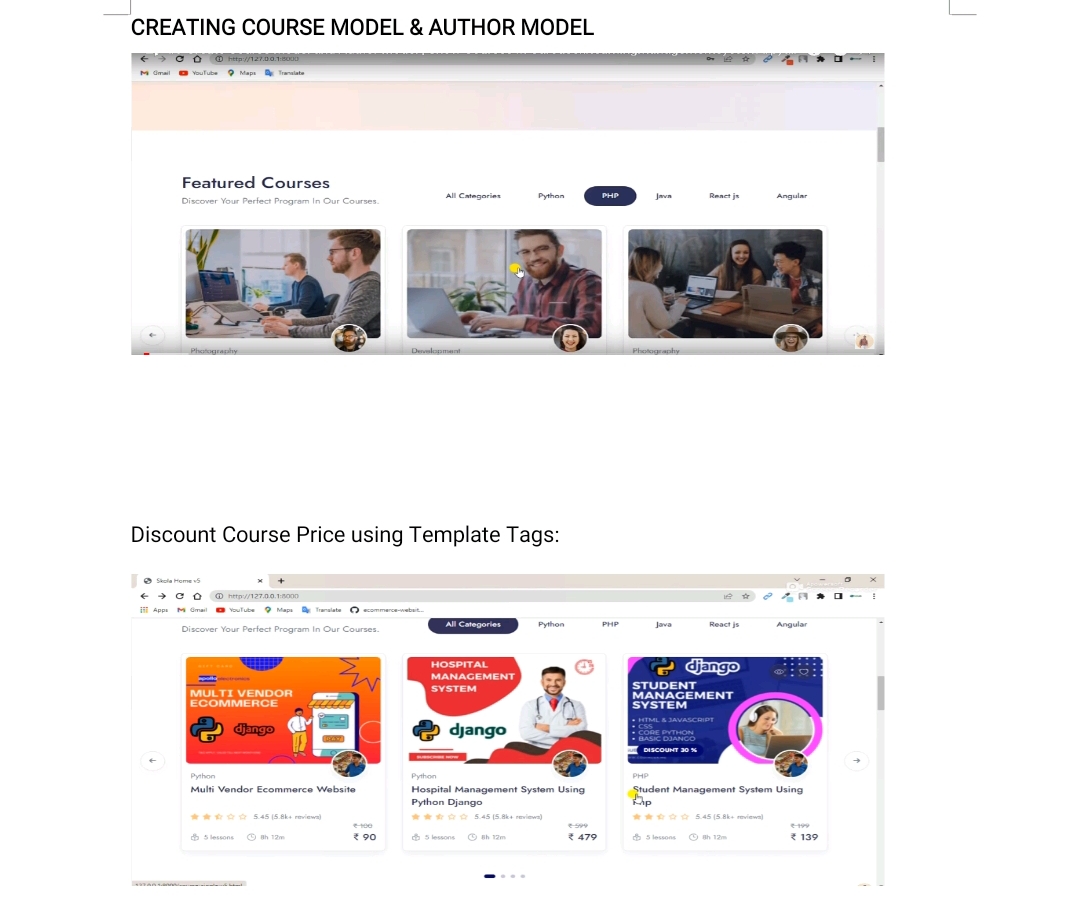 CREATING COURSE MODEL & AUTHOR MODEL
http://127.0.0.1:8000
Gmail YouTube Maps Translate
Featured Courses
Discover Your Perfect Program In Our Courses.
All Categories Python PHP Java React js Angular
Photography Development Photography
Discount Course Price using Template Tags:
Skola Home v5
http://127.0.0.1:8000
Apps Gmail YouTube Maps Translate ecommerce-websit...
Discover Your Perfect Program In Our Courses.
All Categories Python PHP Java React js Angular
MULTI VENDOR
ECOMMERCE
django
HOSPITAL
MANAGEMENT
SYSTEM
django
SUBSCRIBE NOW
django
STUDENT
MANAGEMENT
SYSTEM
• HTML & JAVASCRIPT
• CSS
• CORE PYTHON
• BASIC DJANGO
DISCOUNT 30 %
Python
Multi Vendor Ecommerce Website
5.45 (5.8k+ reviews)
₹ 100
5 lessons 8h 12m ₹ 90
Python
Hospital Management System Using
Python Django
5.45 (5.8k+ reviews)
₹ 599
5 lessons 8h 12m ₹ 479
PHP
Student Management System Using
Php
5.45 (5.8k+ reviews)
₹ 199
5 lessons 8h 12m ₹ 139